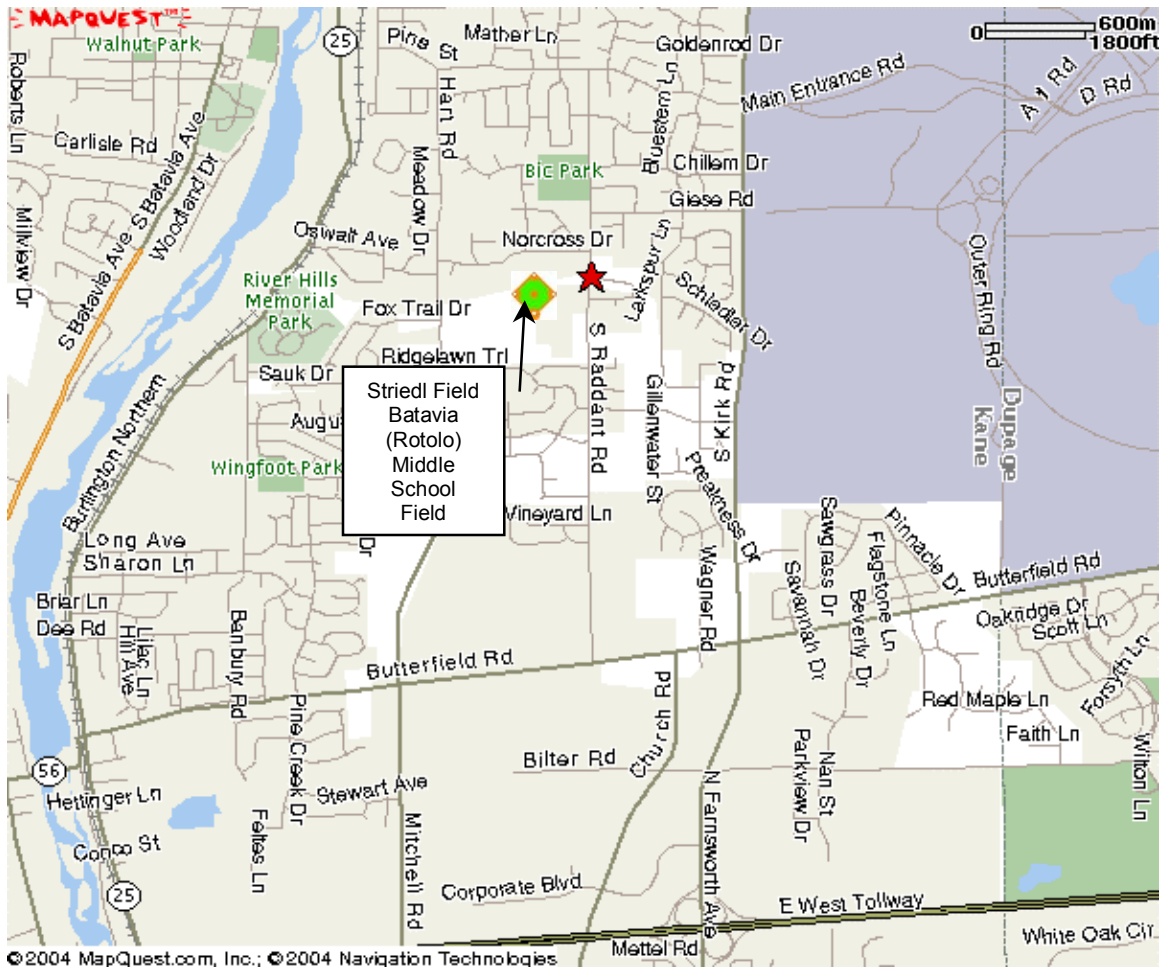 MAPQUEST™
Walnut Park
25
Pine St
Mather Ln
Goldenrod Dr
0
600m
1800ft
Roberts Ln
Hart Rd
Bluestem Ln
Main Entrance Rd
A 1 Rd
D Rd
Carlisle Rd
S Batavia Ave
Woodland Dr
Meadow Dr
Bic Park
Chillem Dr
Giese Rd
Millview Dr
S Batavia Ave
Oswalt Ave
Norcross Dr
Larkspur Ln
Schladler Dr
Outer Ring Rd
River Hills
Memorial
Park
Fox Trail Dr
Ridgelawn Trl
Sauk Dr
S Raddant Rd
Gillenwater St
S Kirk Rd
Dupage
Kane
Striedl Field
Batavia
(Rotolo)
Middle
School
Field
Augu
Wingfoot Park
Burlington Northern
Vineyard Ln
Preakness Dr
Dr
Long Ave
Sharon Ln
Wagner Rd
Sawgrass Dr
Pinnacle Dr
Flagstone Ln
Savannah Dr
Beverly Dr
Butterfield Rd
Briar Ln
Dee Rd
Hill Ave
Lilac Ln
Banbury Rd
Oakridge Dr
Scott Ln
Forsyth Ln
Butterfield Rd
Pine Creek Dr
Church Rd
Red Maple Ln
Faith Ln
Wilton Ln
56
Bilter Rd
Parkview Dr
Nan St
Hettinger Ln
Stewart Ave
Feltes Ln
Mitchell Rd
N Farnsworth Ave
Conco St
25
Corporate Blvd
E West Tollway
Mettel Rd
White Oak Cir
©2004 MapQuest.com, Inc.; ©2004 Navigation Technologies